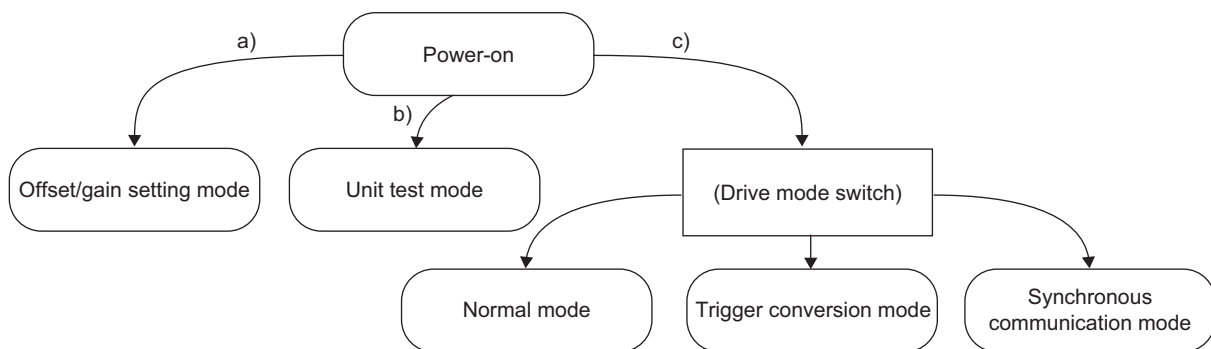 a)
Power-on
c)
b)
Offset/gain setting mode
Unit test mode
(Drive mode switch)
Normal mode
Trigger conversion mode
Synchronous
communication mode